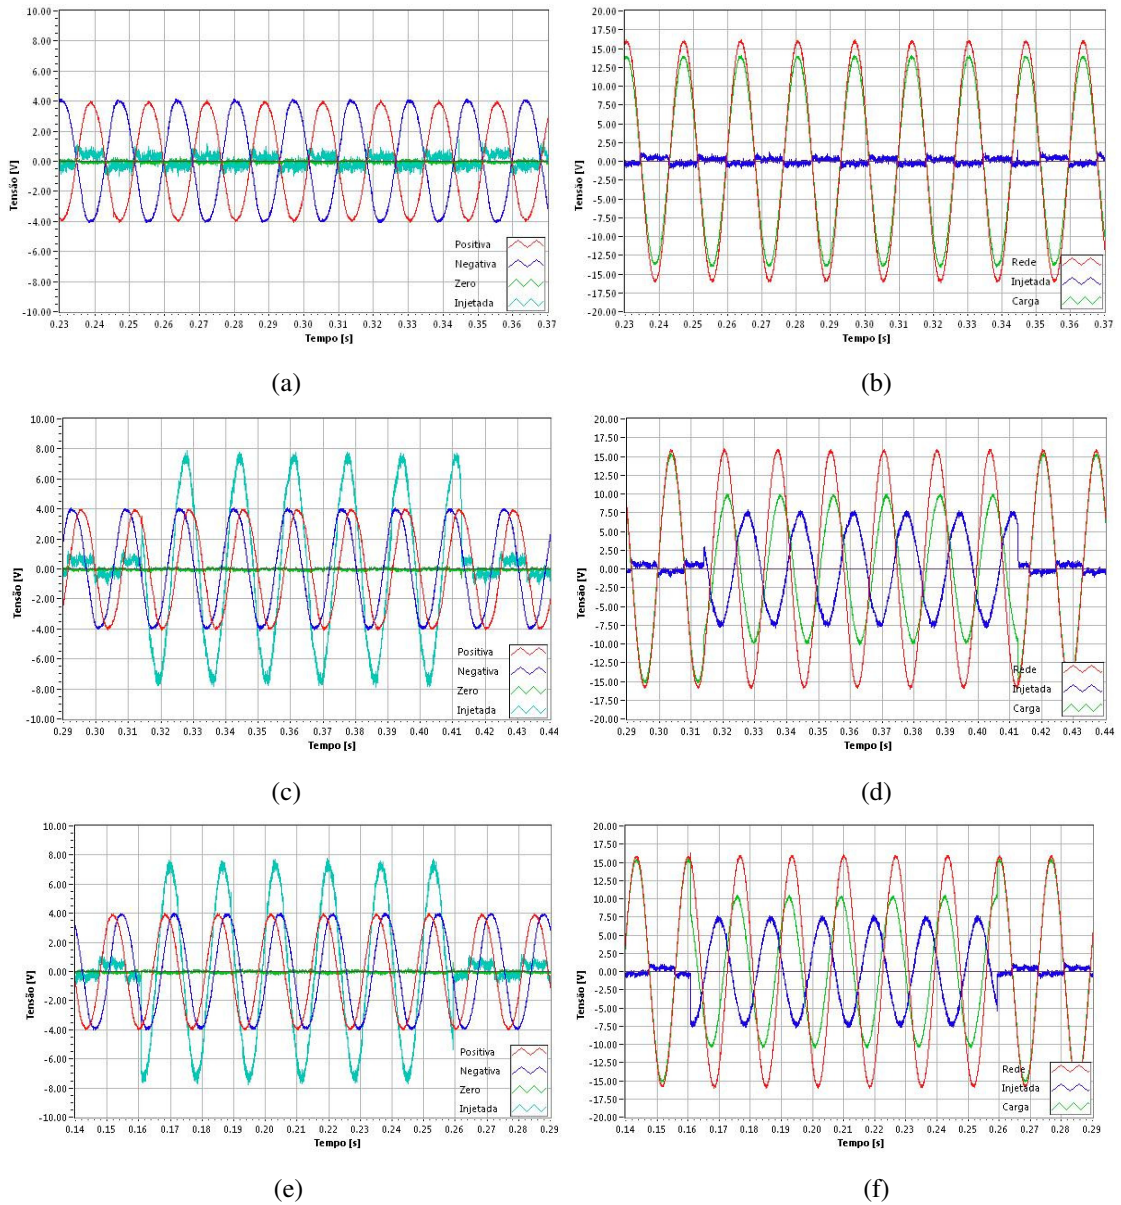 10.00
8.00
6.00
4.00
2.00
0.00
-2.00
-4.00
-6.00
-8.00
-10.00
Tensão [V]
Positiva
Negativa
Zero
Injetada
0.23 0.24 0.25 0.26 0.27 0.28 0.29 0.30 0.31 0.32 0.33 0.34 0.35 0.36 0.37
Tempo [s]
(a)
20.00
17.50
15.00
12.50
10.00
7.50
5.00
2.50
0.00
-2.50
-5.00
-7.50
-10.00
-12.50
-15.00
-17.50
-20.00
Tensão [V]
Rede
Injetada
Carga
0.23 0.24 0.25 0.26 0.27 0.28 0.29 0.30 0.31 0.32 0.33 0.34 0.35 0.36 0.37
Tempo [s]
(b)
10.00
8.00
6.00
4.00
2.00
0.00
-2.00
-4.00
-6.00
-8.00
-10.00
Tensão [V]
Positiva
Negativa
Zero
Injetada
0.29 0.30 0.31 0.32 0.33 0.34 0.35 0.36 0.37 0.38 0.39 0.40 0.41 0.42 0.43 0.44
Tempo [s]
(c)
20.00
17.50
15.00
12.50
10.00
7.50
5.00
2.50
0.00
-2.50
-5.00
-7.50
-10.00
-12.50
-15.00
-17.50
-20.00
Tensão [V]
Rede
Injetada
Carga
0.29 0.30 0.31 0.32 0.33 0.34 0.35 0.36 0.37 0.38 0.39 0.40 0.41 0.42 0.43 0.44
Tempo [s]
(d)
10.00
8.00
6.00
4.00
2.00
0.00
-2.00
-4.00
-6.00
-8.00
-10.00
Tensão [V]
Positiva
Negativa
Zero
Injetada
0.14 0.15 0.16 0.17 0.18 0.19 0.20 0.21 0.22 0.23 0.24 0.25 0.26 0.27 0.28 0.29
Tempo [s]
(e)
20.00
17.50
15.00
12.50
10.00
7.50
5.00
2.50
0.00
-2.50
-5.00
-7.50
-10.00
-12.50
-15.00
-17.50
-20.00
Tensão [V]
Rede
Injetada
Carga
0.14 0.15 0.16 0.17 0.18 0.19 0.20 0.21 0.22 0.23 0.24 0.25 0.26 0.27 0.28 0.29
Tempo [s]
(f)